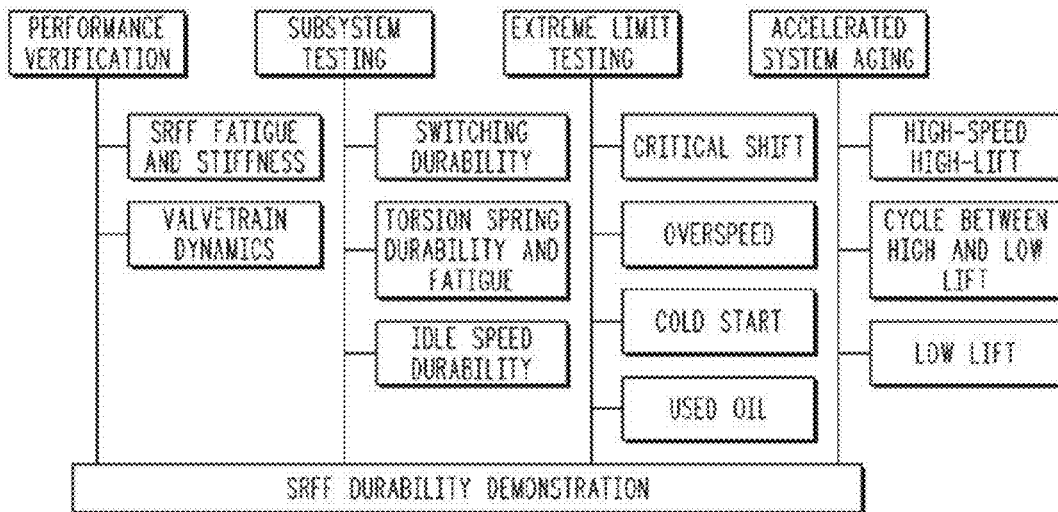 PERFORMANCE
VERIFICATION
SRFF FATIGUE
AND STIFFNESS
VALVETRAIN
DYNAMICS
SUBSYSTEM
TESTING
SWITCHING
DURABILITY
TORSION SPRING
DURABILITY AND
FATIGUE
IDLE SPEED
DURABILITY
EXTREME LIMIT
TESTING
CRITICAL SHIFT
OVERSPEED
COLD START
USED OIL
ACCELERATED
SYSTEM AGING
HIGH-SPEED
HIGH-LIFT
CYCLE BETWEEN
HIGH AND LOW
LIFT
LOW LIFT
SRFF DURABILITY DEMONSTRATION